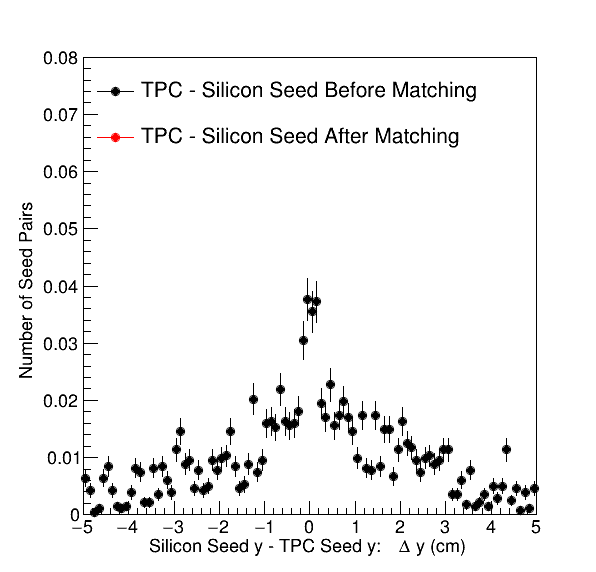 0.08
TPC - Silicon Seed Before Matching
0.07
TPC - Silicon Seed After Matching
0.06
0.05
0.04
0.03
0.02
0.01
0
Number of Seed Pairs
−5 −4 −3 −2 −1 0 1 2 3 4 5
Silicon Seed y - TPC Seed y: Δ y (cm)